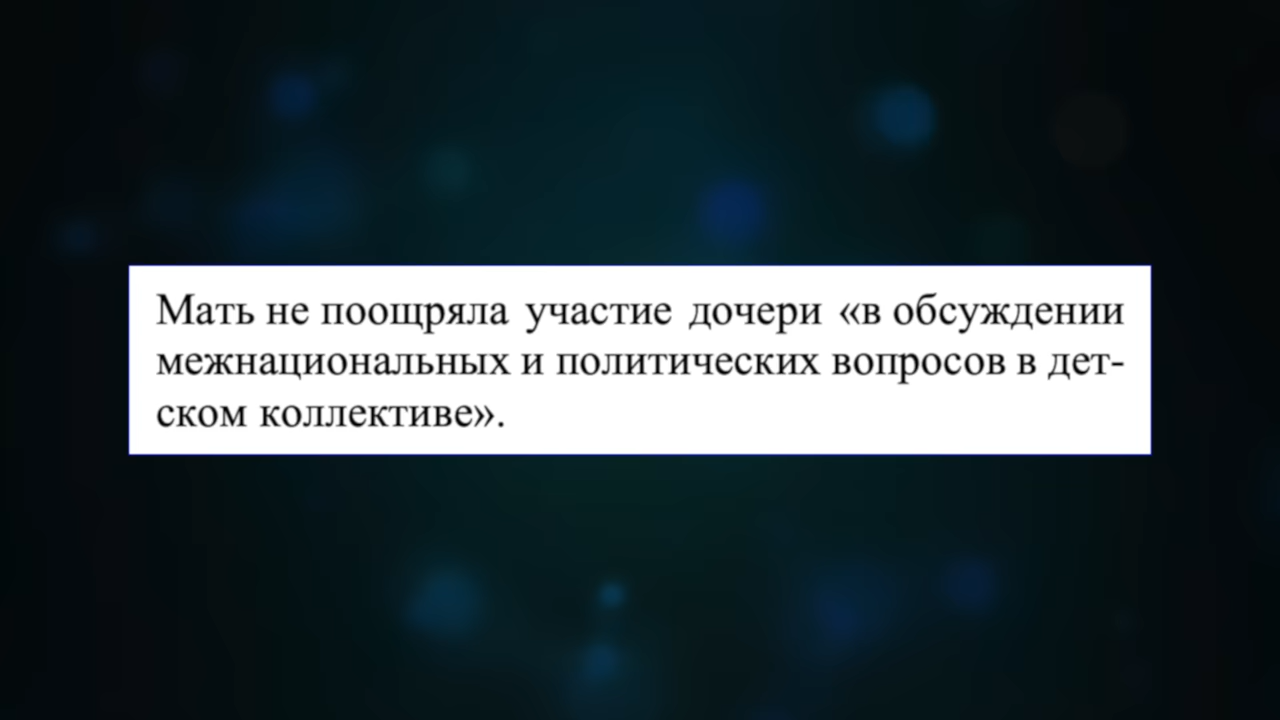 Мать не поощряла участие дочери «в обсуждении
межнациональных и политических вопросов в дет-
ском коллективе».